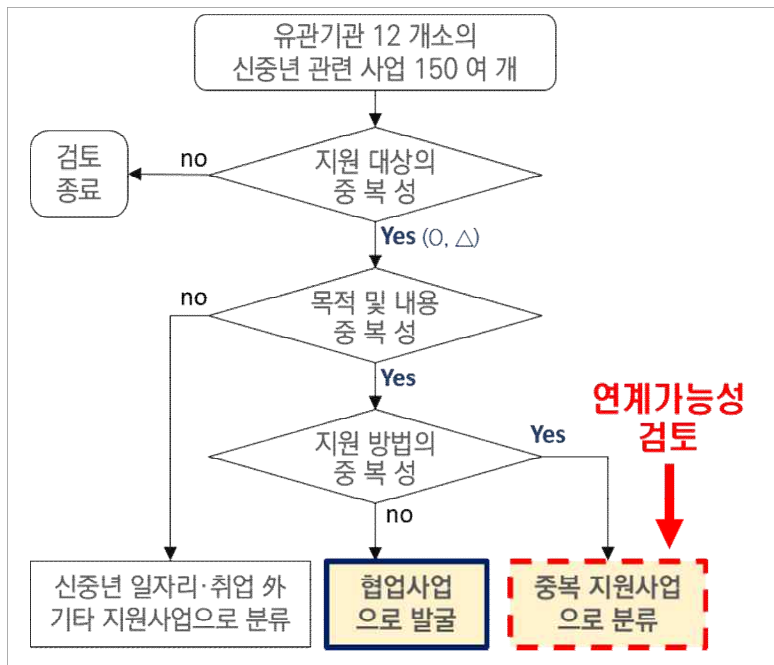 유관기관 12 개소의
신중년 관련 사업 150 여 개
검토
종료
no
지원 대상의
중 복 성
Yes (O, △)
no
목적 및 내용
중 복 성
Yes
연계가능성
검토
지원 방법의
중 복 성
Yes
no
신중년 일자리·취업 外
기타 지원사업으로 분류
협업사업
으로 발굴
중복 지원사업
으로 분류